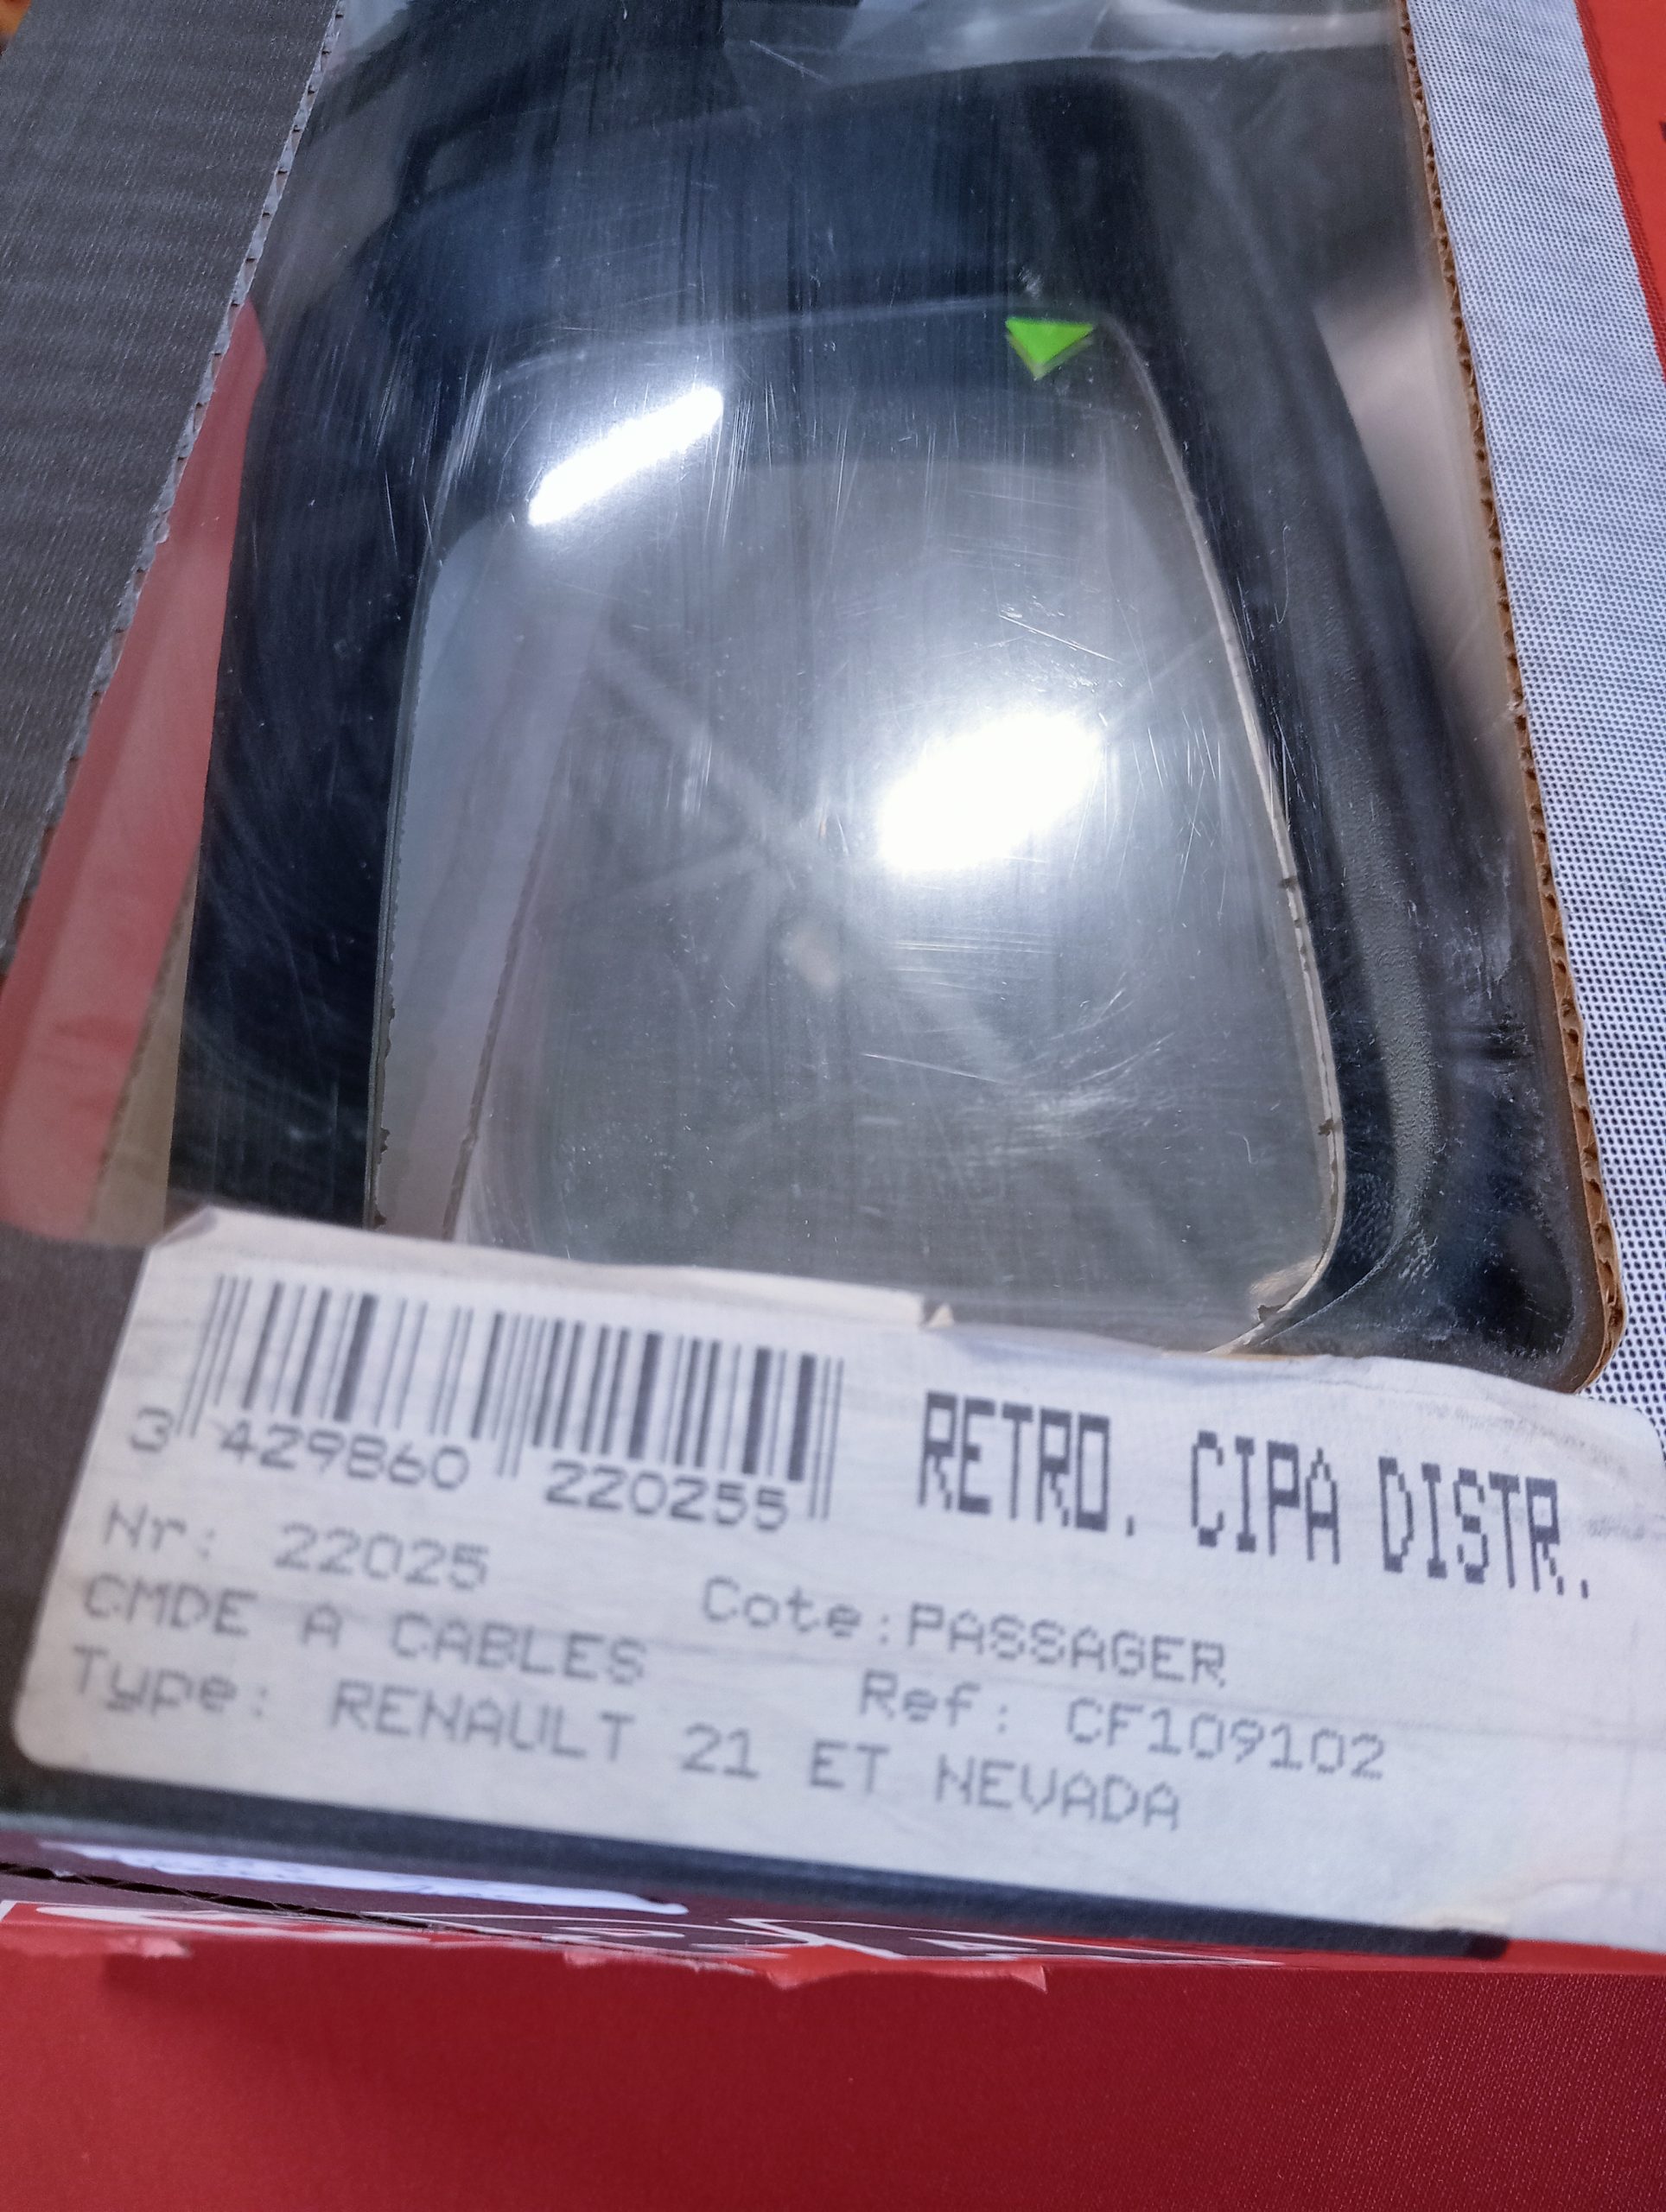 3 429860 220255
RETRO. CIPA DISTR.
Nr: 22025
Cote:PASSAGER
CMDE A CABLES
Ref: CF109102
Type: RENAULT 21 ET NEVADA